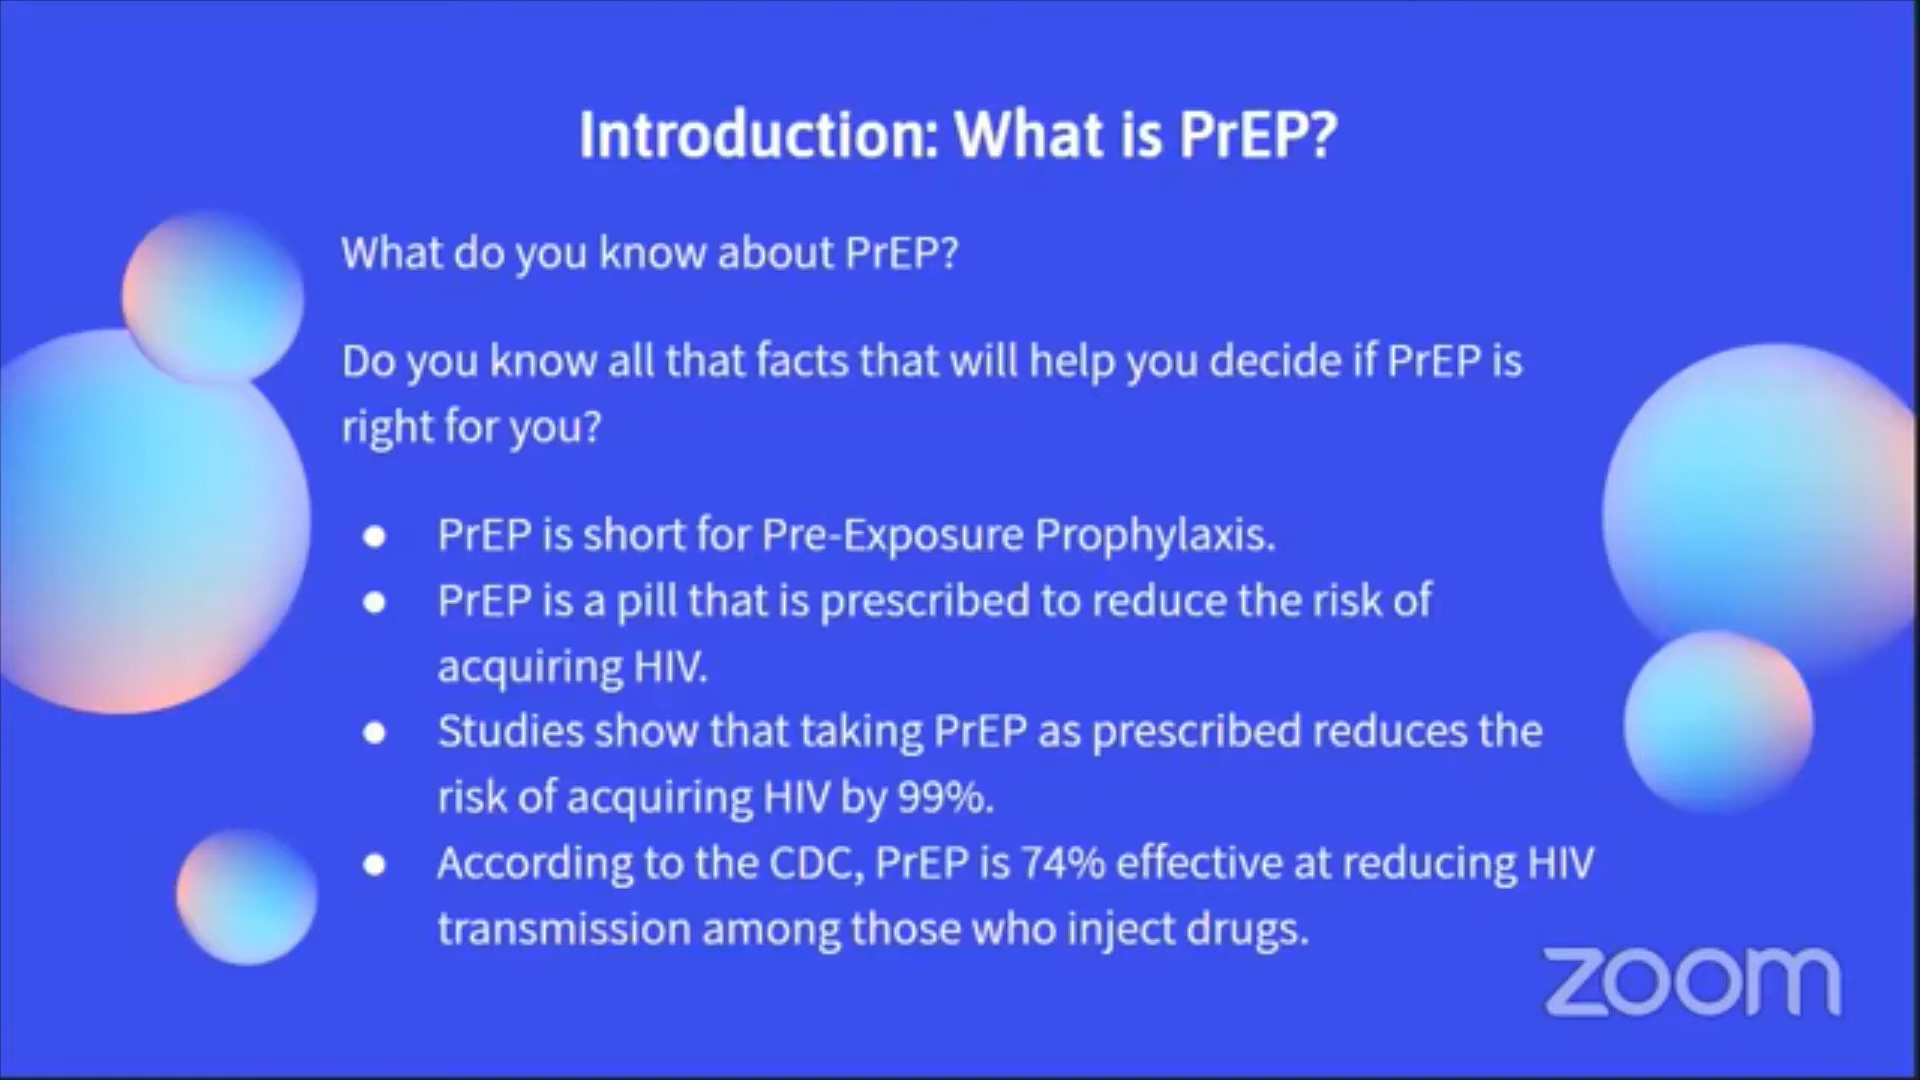 Introduction: What is PrEP?
What do you know about PrEP?
Do you know all that facts that will help you decide if PrEP is
right for you?
● PrEP is short for Pre-Exposure Prophylaxis.
● PrEP is a pill that is prescribed to reduce the risk of
acquiring HIV.
● Studies show that taking PrEP as prescribed reduces the
risk of acquiring HIV by 99%.
● According to the CDC, PrEP is 74% effective at reducing HIV
transmission among those who inject drugs.
zoom